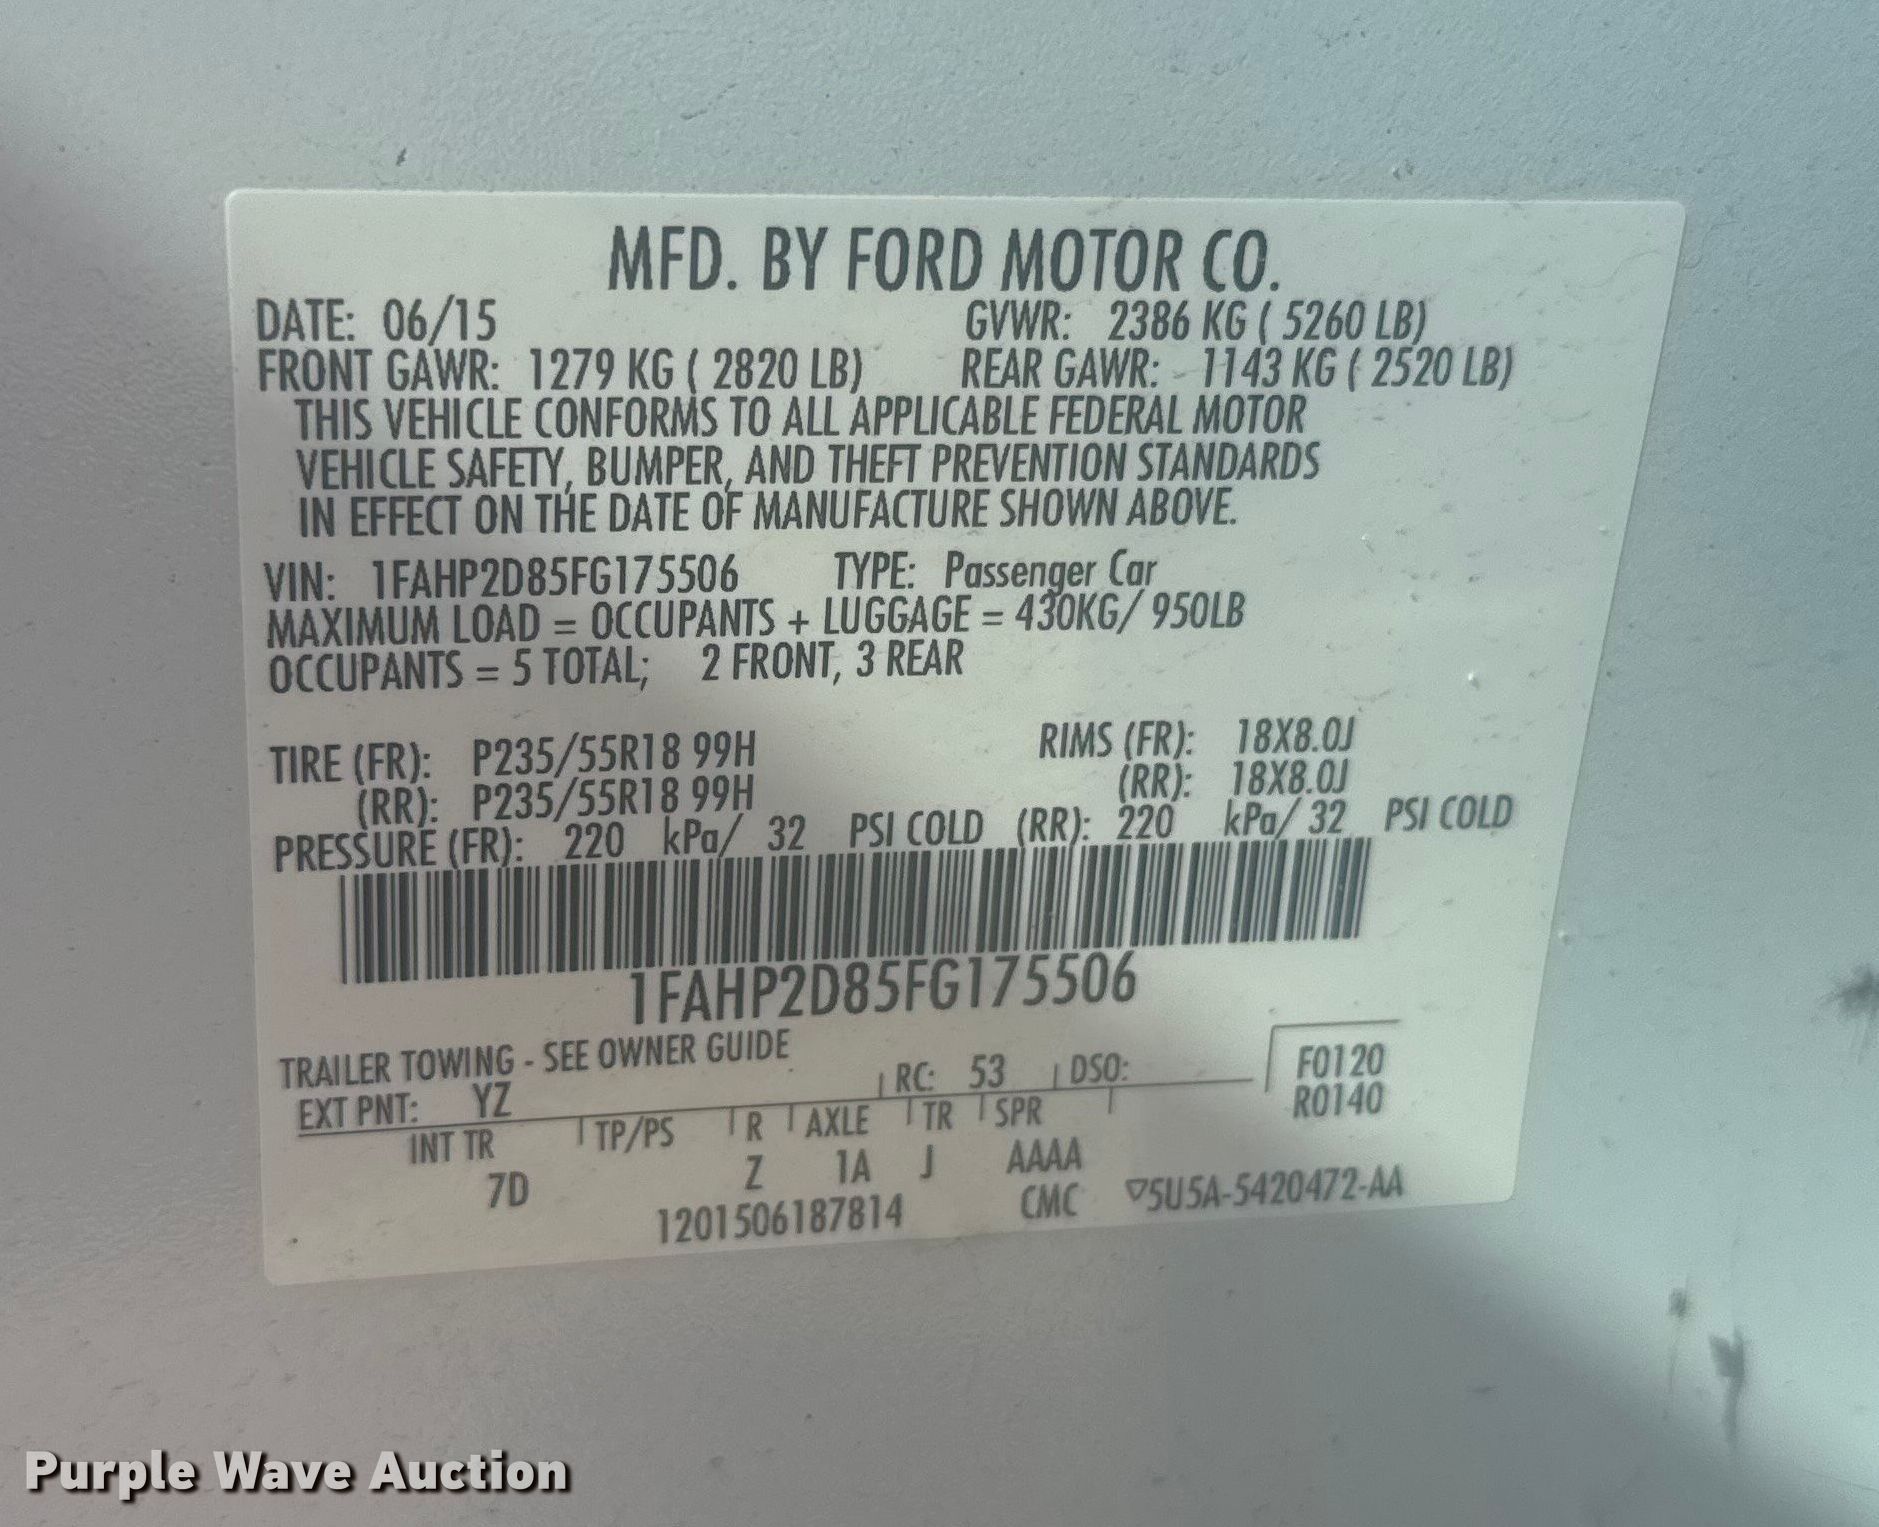 MFD. BY FORD MOTOR CO.
DATE: 06/15 GVWR: 2386 KG ( 5260 LB)
FRONT GAWR: 1279 KG ( 2820 LB) REAR GAWR: 1143 KG ( 2520 LB)
THIS VEHICLE CONFORMS TO ALL APPLICABLE FEDERAL MOTOR
VEHICLE SAFETY, BUMPER, AND THEFT PREVENTION STANDARDS
IN EFFECT ON THE DATE OF MANUFACTURE SHOWN ABOVE.
VIN: 1FAHP2D85FG175506 TYPE: Passenger Car
MAXIMUM LOAD = OCCUPANTS + LUGGAGE = 430KG/ 950LB
OCCUPANTS = 5 TOTAL; 2 FRONT, 3 REAR
TIRE (FR): P235/55R18 99H RIMS (FR): 18X8.0J
(RR): P235/55R18 99H (RR): 18X8.0J
PRESSURE (FR): 220 kPa/ 32 PSI COLD (RR): 220 kPa/ 32 PSI COLD
1FAHP2D85FG175506
TRAILER TOWING - SEE OWNER GUIDE
EXT PNT: YZ RC: 53 DSO: F0120
R0140
INT TR TP/PS R AXLE TR SPR
7D Z 1A J AAAA
1201506187814 CMC ▽5U5A-5420472-AA
Purple Wave Auction